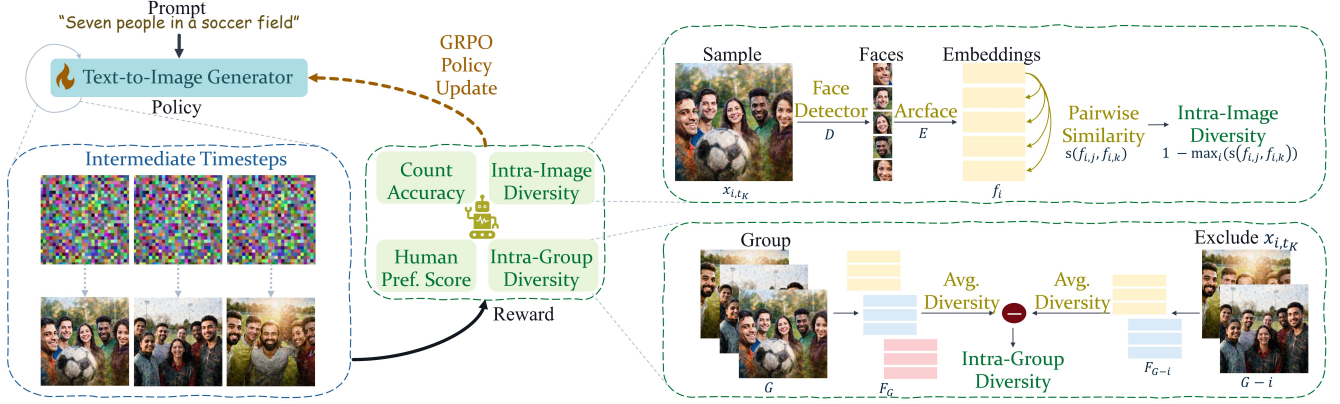 Prompt
“Seven people in a soccer field”
Text-to-Image Generator
Policy
GRPO
Policy
Update
Intermediate Timesteps
Count
Accuracy
Intra-Image
Diversity
Human
Pref. Score
Intra-Group
Diversity
Reward
Sample
Faces
Embeddings
Face
Detector
D
Arcface
E
Pairwise
Similarity
s(f_{i,j}, f_{i,k})
Intra-Image
Diversity
1 − max_i(s(f_{i,j}, f_{i,k}))
x_{i,t_K}
f_i
Group
Exclude x_{i,t_K}
Avg.
Diversity
Avg.
Diversity
Intra-Group
Diversity
G
F_G
F_{G−i}
G − i